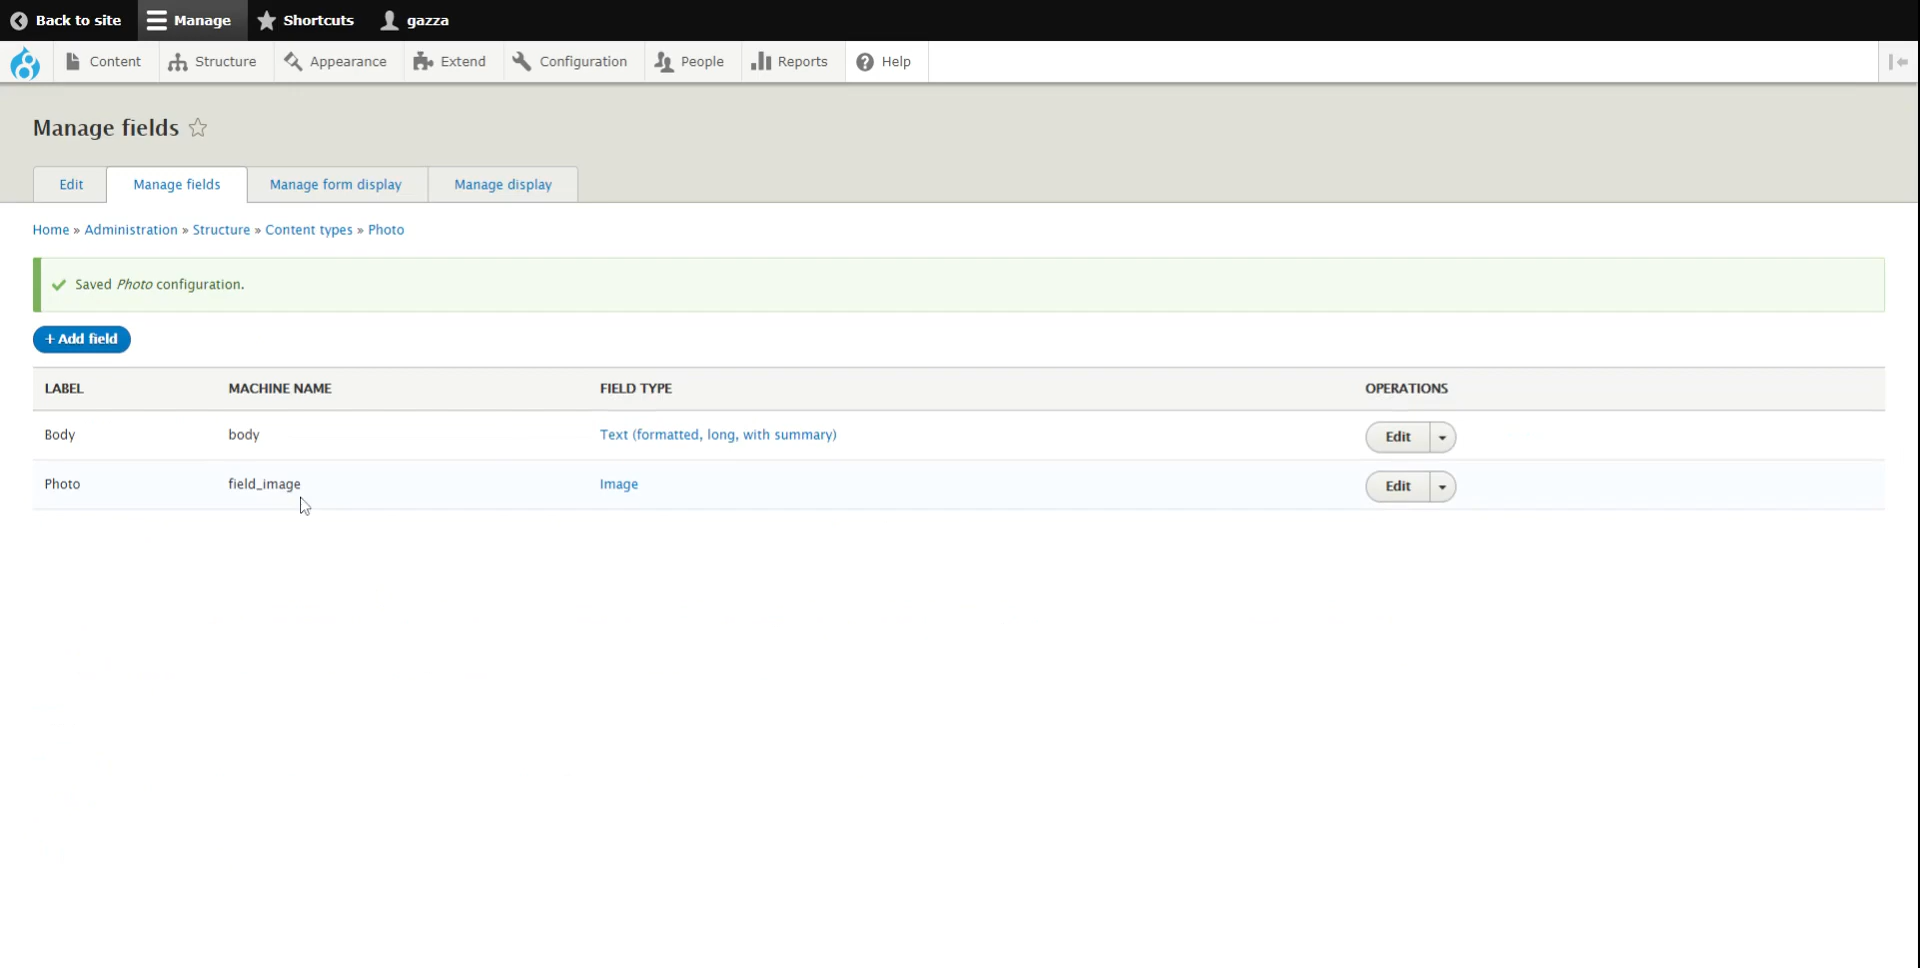 Back to site Manage Shortcuts gazza
Content Structure Appearance Extend Configuration People Reports Help
Manage fields
Edit Manage fields Manage form display Manage display
Home » Administration » Structure » Content types » Photo
Saved Photo configuration.
+ Add field
LABEL MACHINE NAME FIELD TYPE OPERATIONS
Body body Text (formatted, long, with summary) Edit
Photo field_image Image Edit